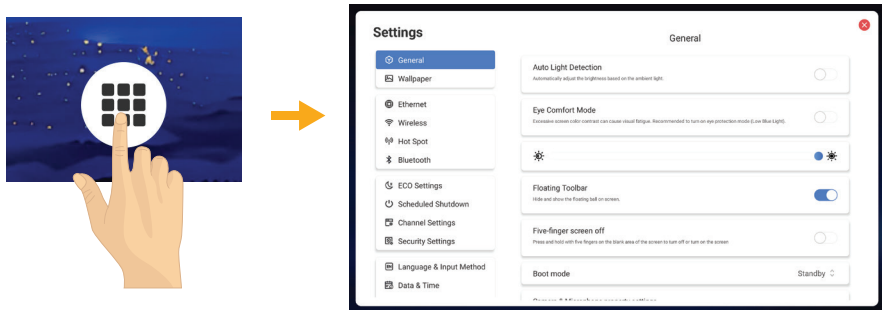 Settings
General
General
Wallpaper
Ethernet
Wireless
Hot Spot
Bluetooth
ECO Settings
Scheduled Shutdown
Channel Settings
Security Settings
Language & Input Method
Data & Time
Auto Light Detection
Automatically adjust the brightness based on the ambient light.
Eye Comfort Mode
Excessive screen color contrast can cause visual fatigue. Recommended to turn on eye protection mode (Low Blue Light).
Floating Toolbar
Hide and show the floating ball on screen.
Five-finger screen off
Press and hold with five fingers on the blank area of the screen to turn off or turn on the screen
Boot mode
Standby